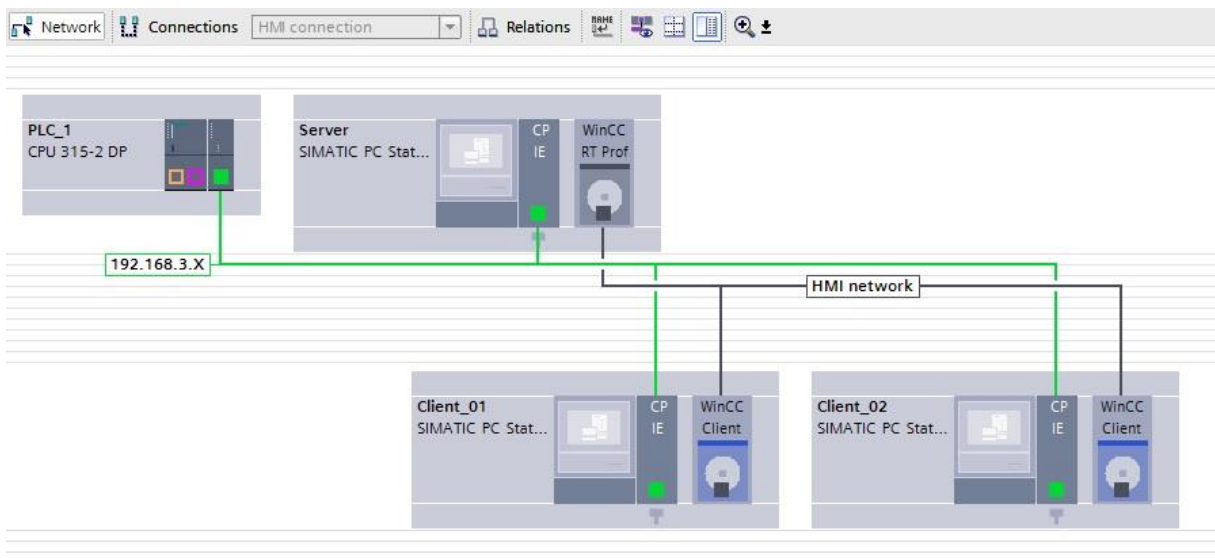 Network Connections HMI connection Relations
NAME
PLC_1
CPU 315-2 DP
Server
SIMATIC PC Stat...
CP
IE
WinCC
RT Prof
192.168.3.X
HMI network
Client_01
SIMATIC PC Stat...
CP
IE
WinCC
Client
Client_02
SIMATIC PC Stat...
CP
IE
WinCC
Client